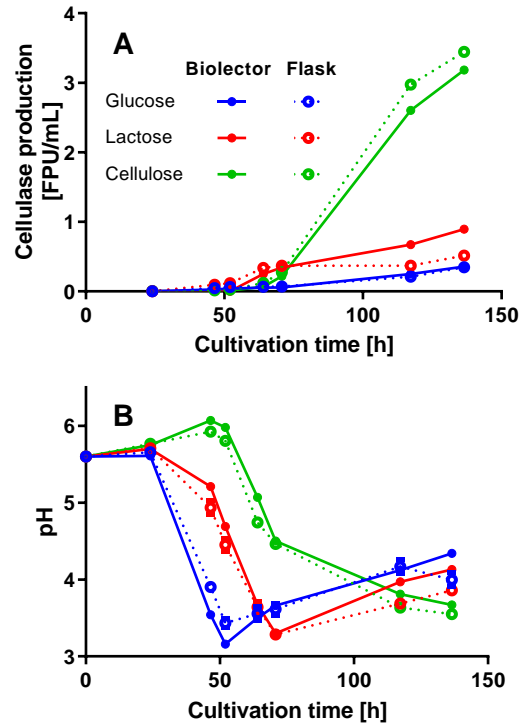 A
Biolector Flask
Glucose
Lactose
Cellulose
Cellulase production
[FPU/mL]
4
3
2
1
0
0 50 100 150
Cultivation time [h]
B
pH
6
5
4
3
0 50 100 150
Cultivation time [h]